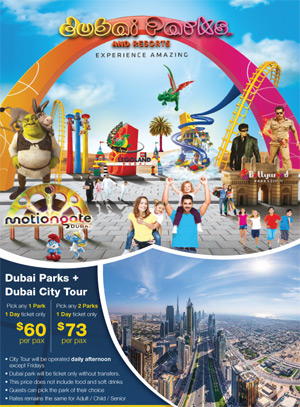 dubai Parks
AND RESORTS
EXPERIENCE AMAZING
LEGOLAND
motiongate
DUBAI
Dubai Parks +
Dubai City Tour
Pick any 1 Park
1 Day ticket only
$60
per pax
Pick any 2 Parks
1 Day ticket only
$73
per pax
• City Tour will be operated daily afternoon
except Fridays
• Dubai park will be ticket only without transfers.
• This price does not include food and soft drinks
• Guests can pick the park of their choice
• Rates remains the same for Adult / Child / Senior